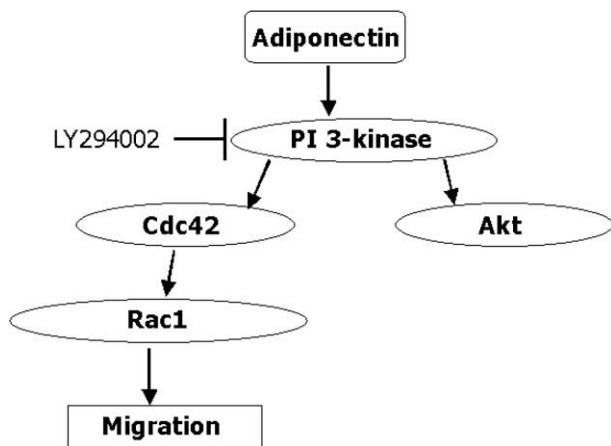 Adiponectin
LY294002
PI 3-kinase
Cdc42
Akt
Rac1
Migration